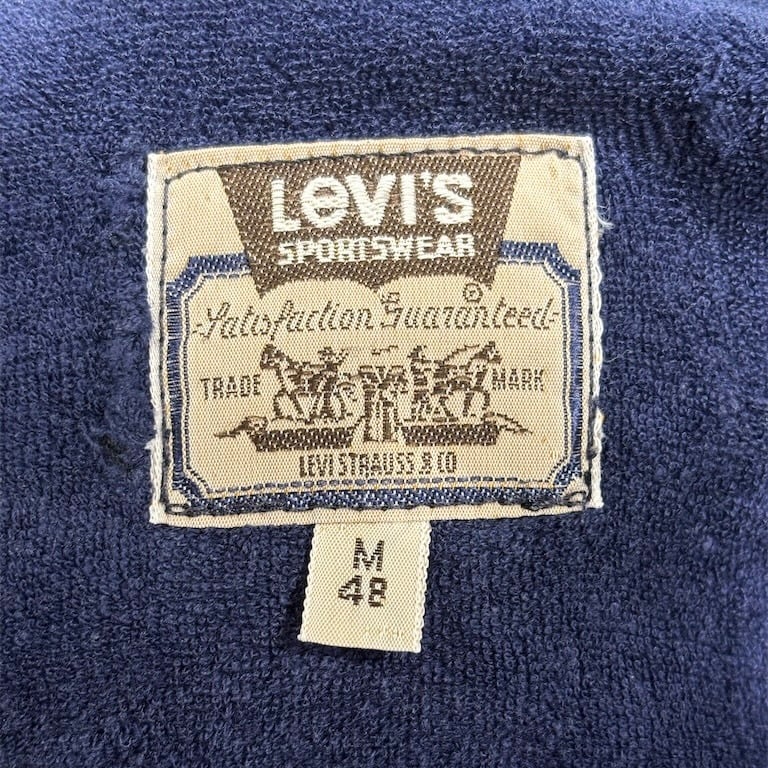 LeVI'S
SPORTSWEAR
®
-Satisfaction Guaranteed-
TRADE MARK
LEVI STRAUSS & CO
M
48